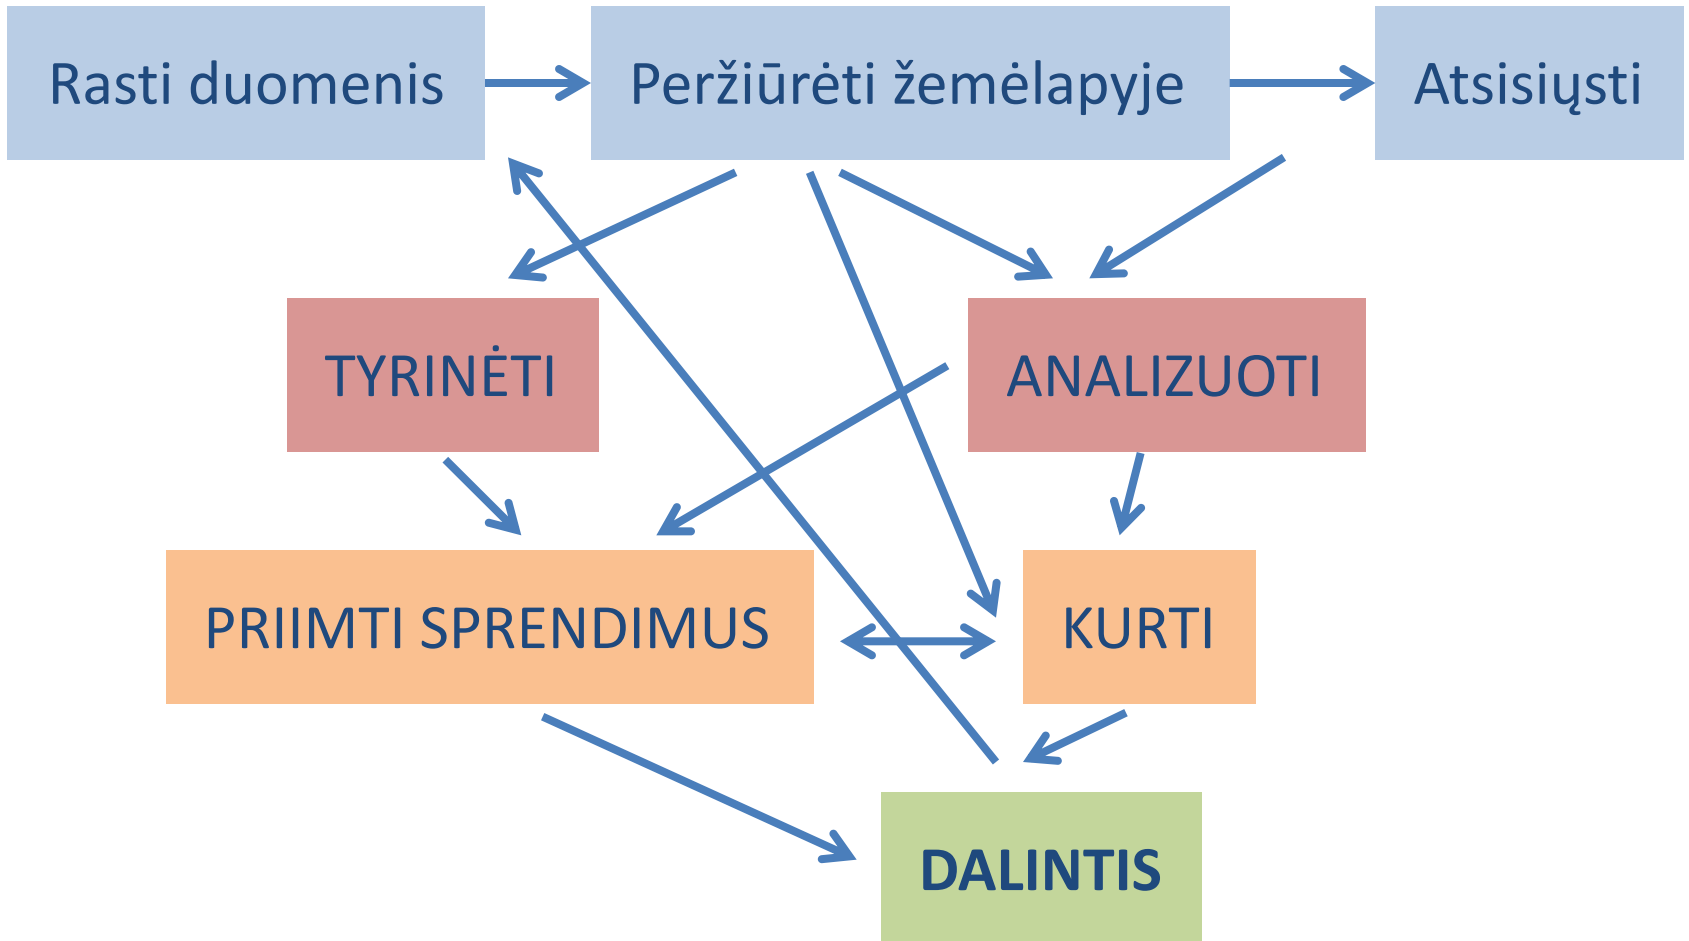 Rasti duomenis
Peržiūrėti žemėlapyje
Atsisiųsti
TYRINĖTI
ANALIZUOTI
PRIIMTI SPRENDIMUS
KURTI
DALINTIS